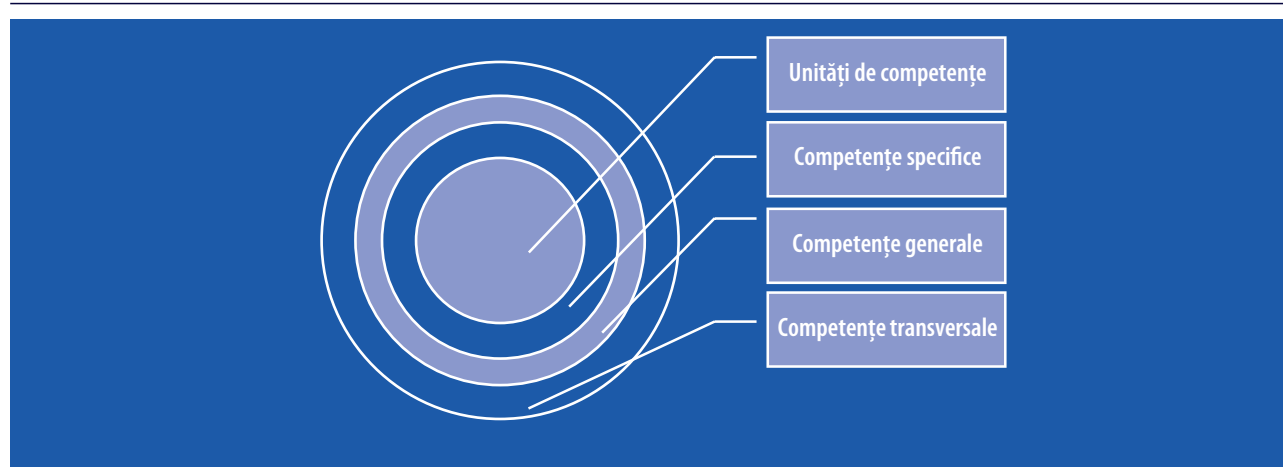 Unități de competențe
Competențe specifice
Competențe generale
Competențe transversale